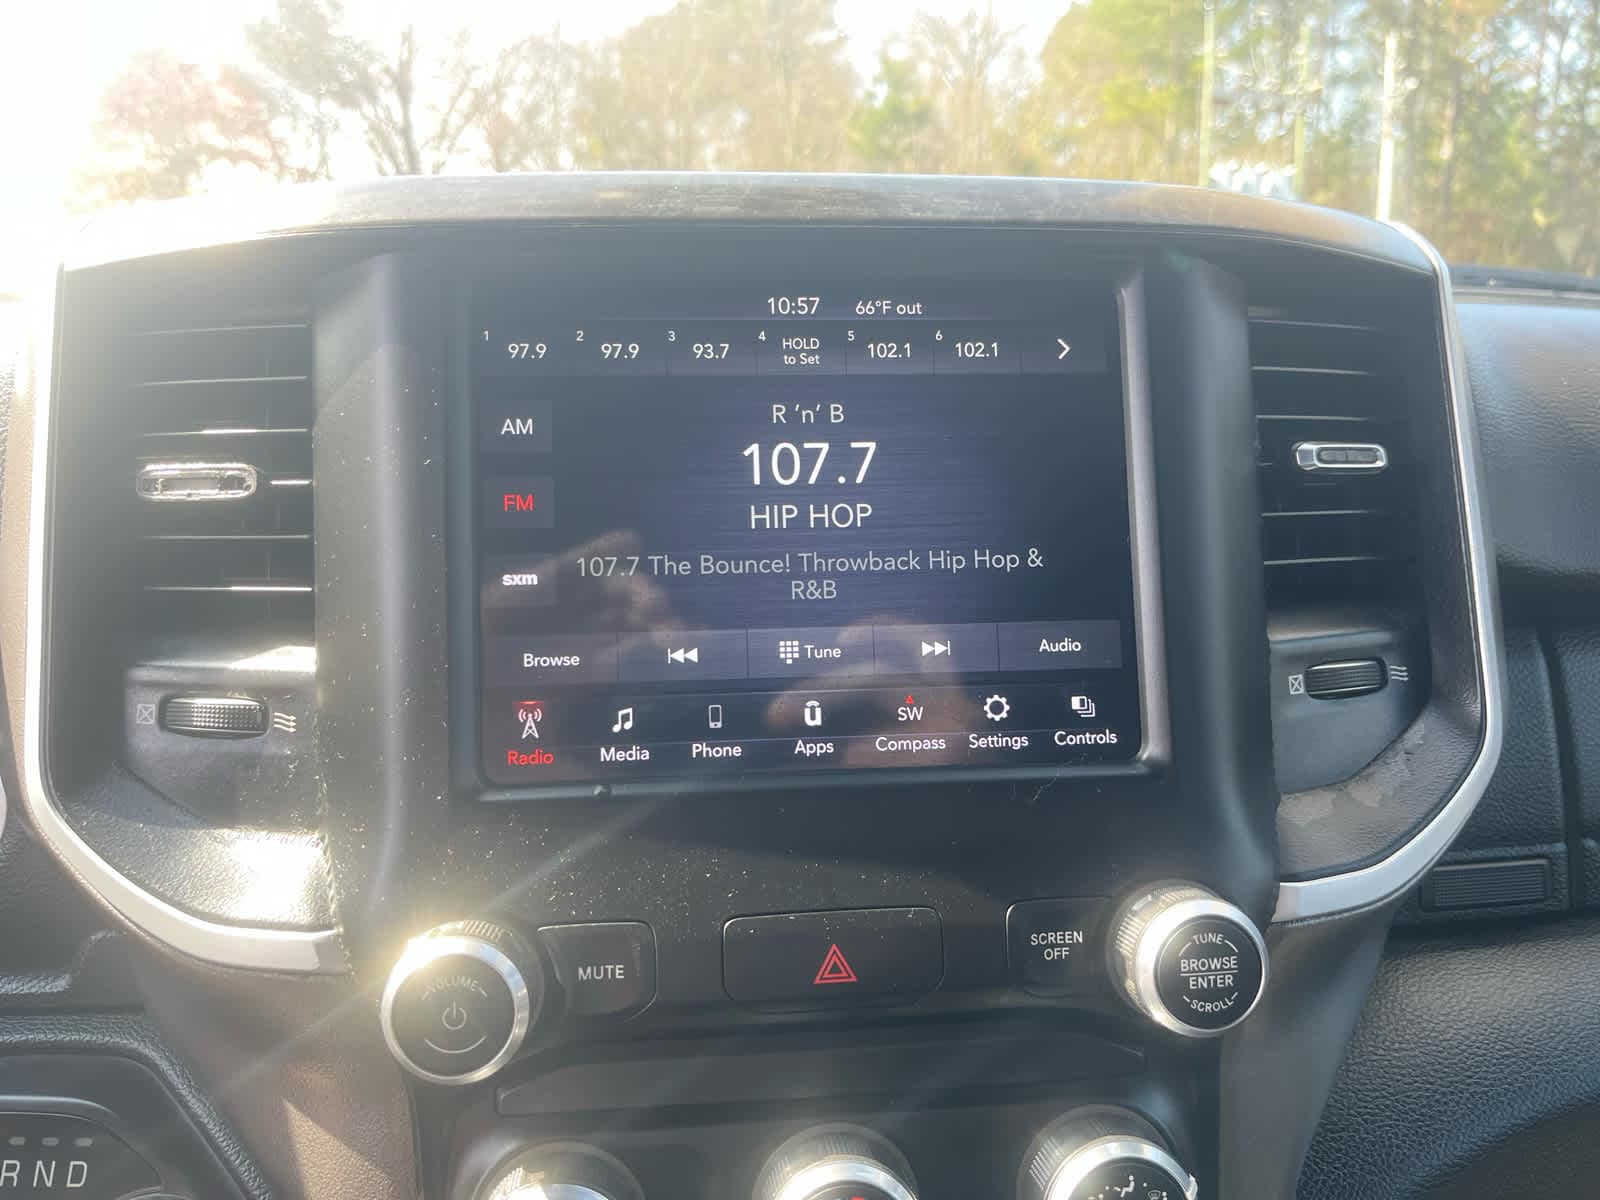 10:57 66°F out
1 97.9 2 97.9 3 93.7 4 HOLD to Set 5 102.1 6 102.1
R 'n' B
AM
107.7
FM
HIP HOP
107.7 The Bounce! Throwback Hip Hop &
R&B
sxm
Browse Tune Audio
Radio Media Phone Apps SW Compass Settings Controls
VOLUME
MUTE
SCREEN
OFF
TUNE
BROWSE
ENTER
SCROLL
R N D